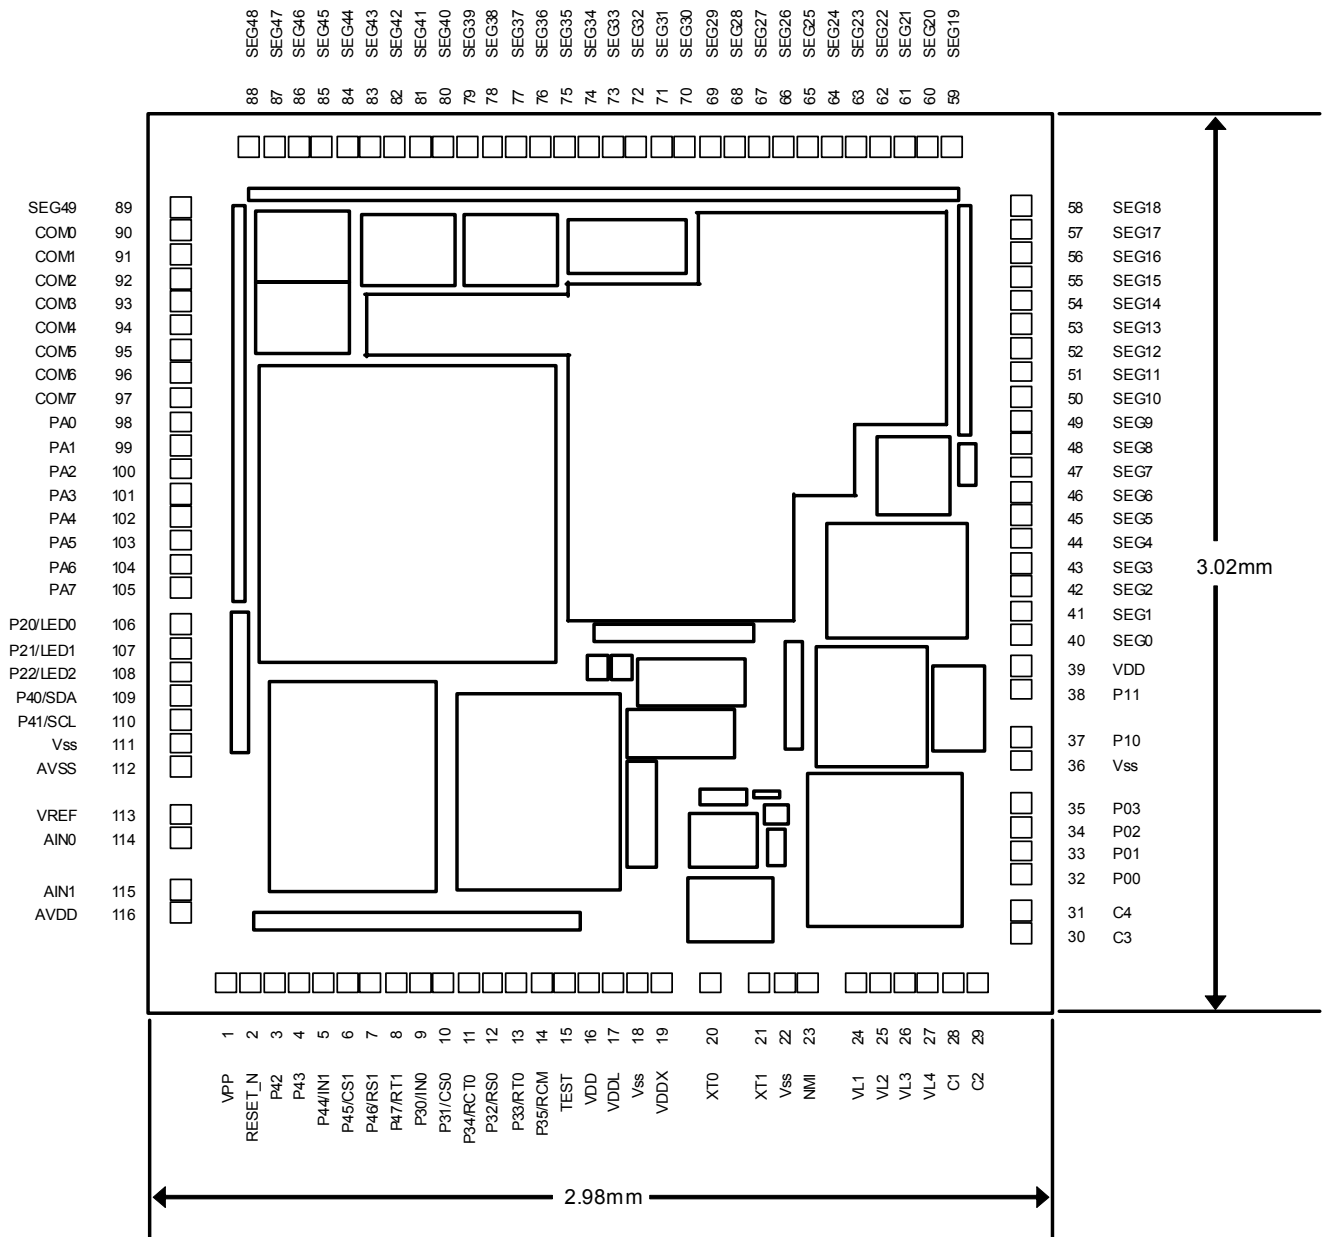 SEG48 SEG47 SEG46 SEG45 SEG44 SEG43 SEG42 SEG41 SEG40 SEG39 SEG38 SEG37 SEG36 SEG35 SEG34 SEG33 SEG32 SEG31 SEG30 SEG29 SEG28 SEG27 SEG26 SEG25 SEG24 SEG23 SEG22 SEG21 SEG20 SEG19
88 87 86 85 84 83 82 81 80 79 78 77 76 75 74 73 72 71 70 69 68 67 66 65 64 63 62 61 60 59
SEG49 89
COM0 90
COM1 91
COM2 92
COM3 93
COM4 94
COM5 95
COM6 96
COM7 97
PA0 98
PA1 99
PA2 100
PA3 101
PA4 102
PA5 103
PA6 104
PA7 105
P20/LED0 106
P21/LED1 107
P22/LED2 108
P40/SDA 109
P41/SCL 110
Vss 111
AVSS 112
VREF 113
AIN0 114
AIN1 115
AVDD 116
58 SEG18
57 SEG17
56 SEG16
55 SEG15
54 SEG14
53 SEG13
52 SEG12
51 SEG11
50 SEG10
49 SEG9
48 SEG8
47 SEG7
46 SEG6
45 SEG5
44 SEG4
43 SEG3
42 SEG2
41 SEG1
40 SEG0
39 VDD
38 P11
37 P10
36 Vss
35 P03
34 P02
33 P01
32 P00
31 C4
30 C3
3.02mm
1 2 3 4 5 6 7 8 9 10 11 12 13 14 15 16 17 18 19 20 21 22 23 24 25 26 27 28 29
VPP RESET_N P42 P43 P44/IN1 P45/CS1 P46/RS1 P47/RT1 P30/IN0 P31/CS0 P34/RCT0 P32/RS0 P33/RT0 P35/RCM TEST VDD VDDL Vss VDDX XT0 XT1 Vss NMI VL1 VL2 VL3 VL4 C1 C2
2.98mm